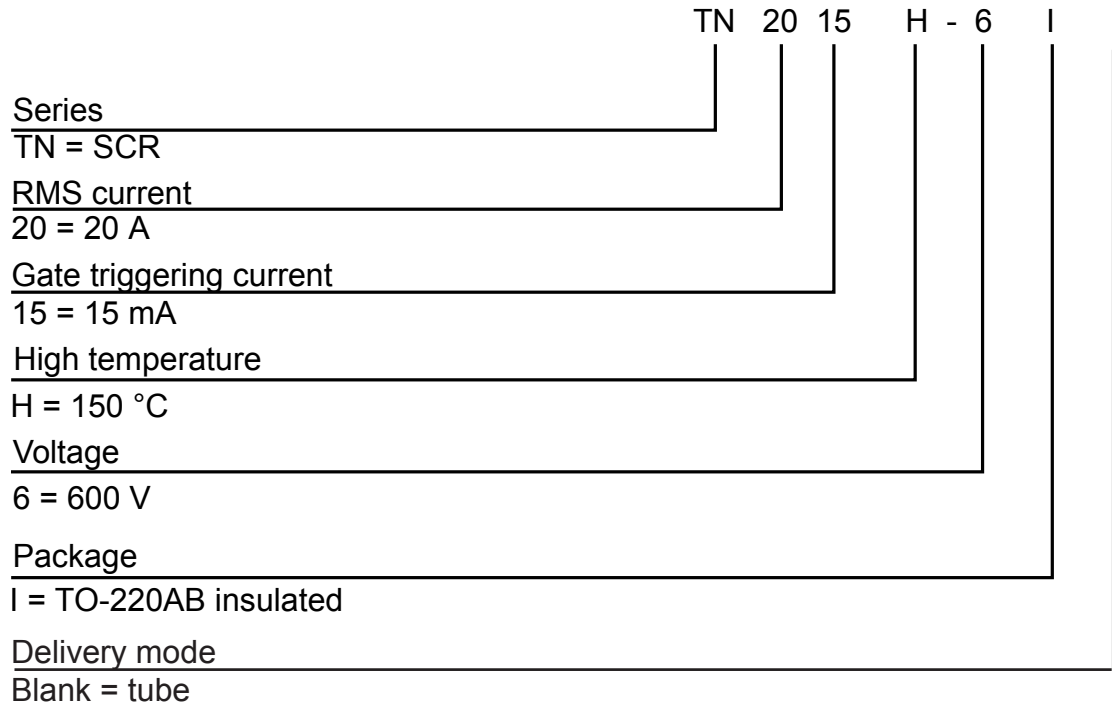 TN 20 15 H - 6 I
Series
TN = SCR
RMS current
20 = 20 A
Gate triggering current
15 = 15 mA
High temperature
H = 150 °C
Voltage
6 = 600 V
Package
I = TO-220AB insulated
Delivery mode
Blank = tube